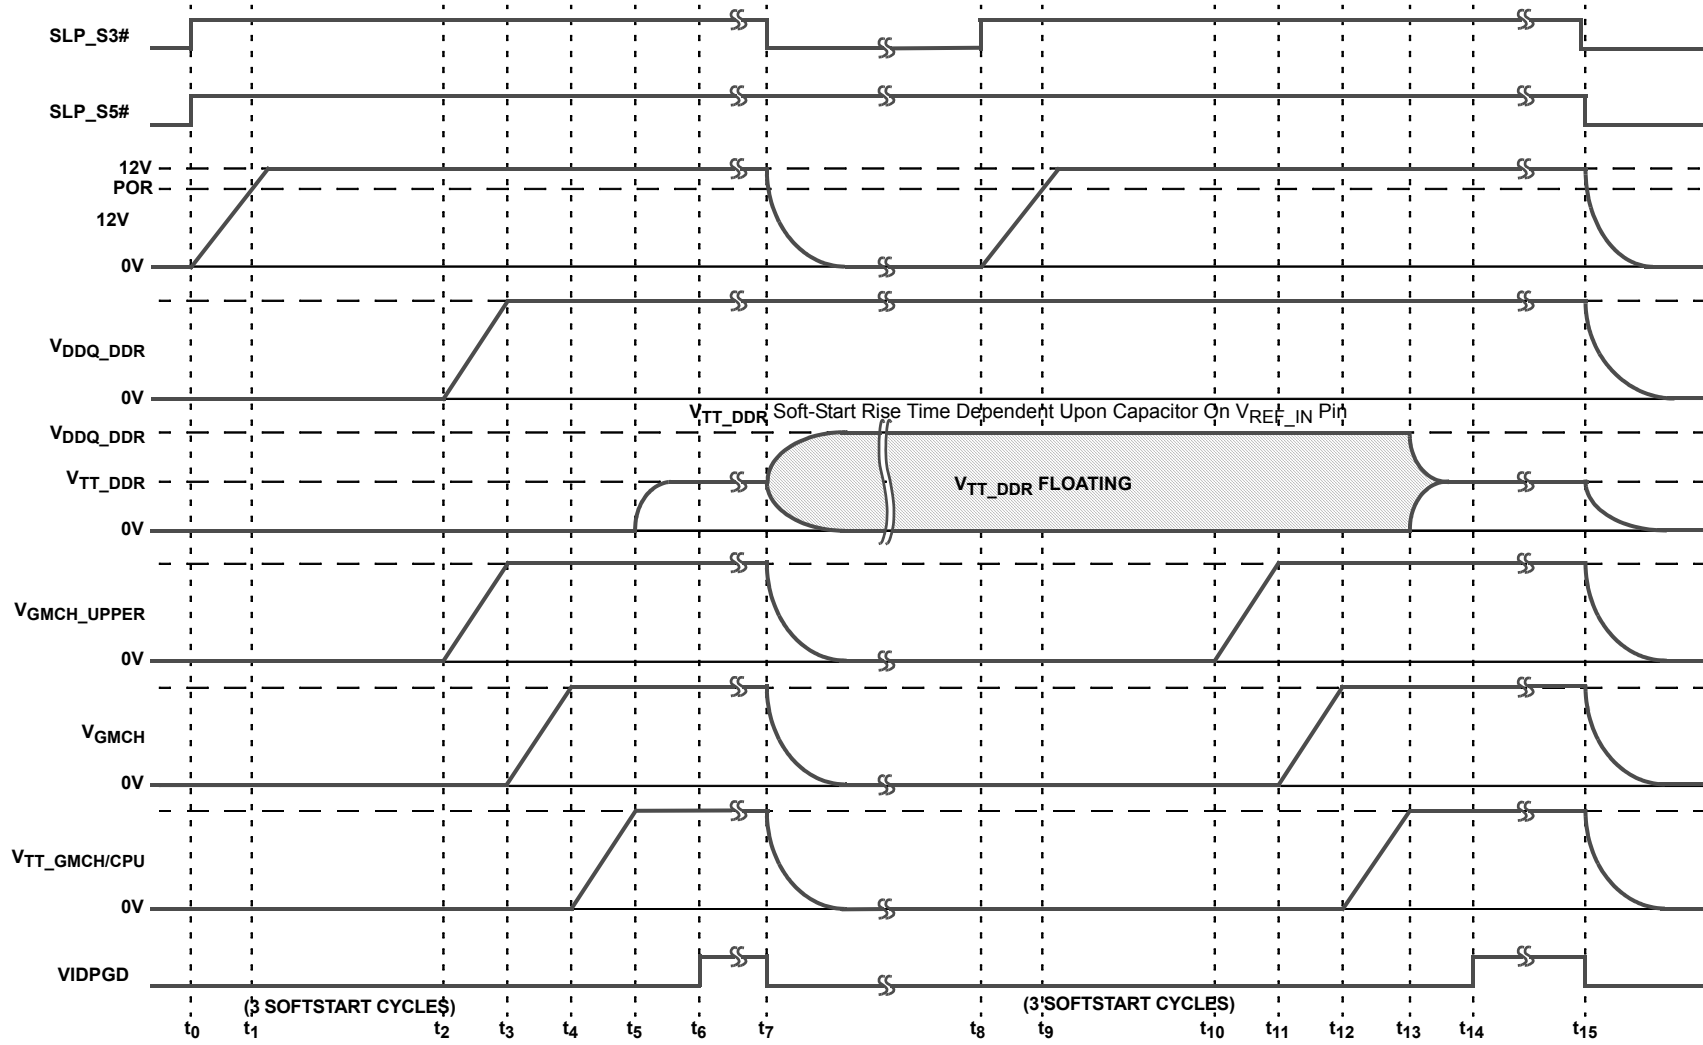 SLP_S3#
SLP_S5#
12V
POR
12V
0V
VDDQ_DDR
0V
VTT_DDR Soft-Start Rise Time Dependent Upon Capacitor On VREF_IN Pin
VDDQ_DDR
VTT_DDR
VTT_DDR FLOATING
0V
VGMCH_UPPER
0V
VGMCH
0V
VTT_GMCH/CPU
0V
VIDPGD
(3 SOFTSTART CYCLES) (3 SOFTSTART CYCLES)
t0 t1 t2 t3 t4 t5 t6 t7 t8 t9 t10 t11 t12 t13 t14 t15